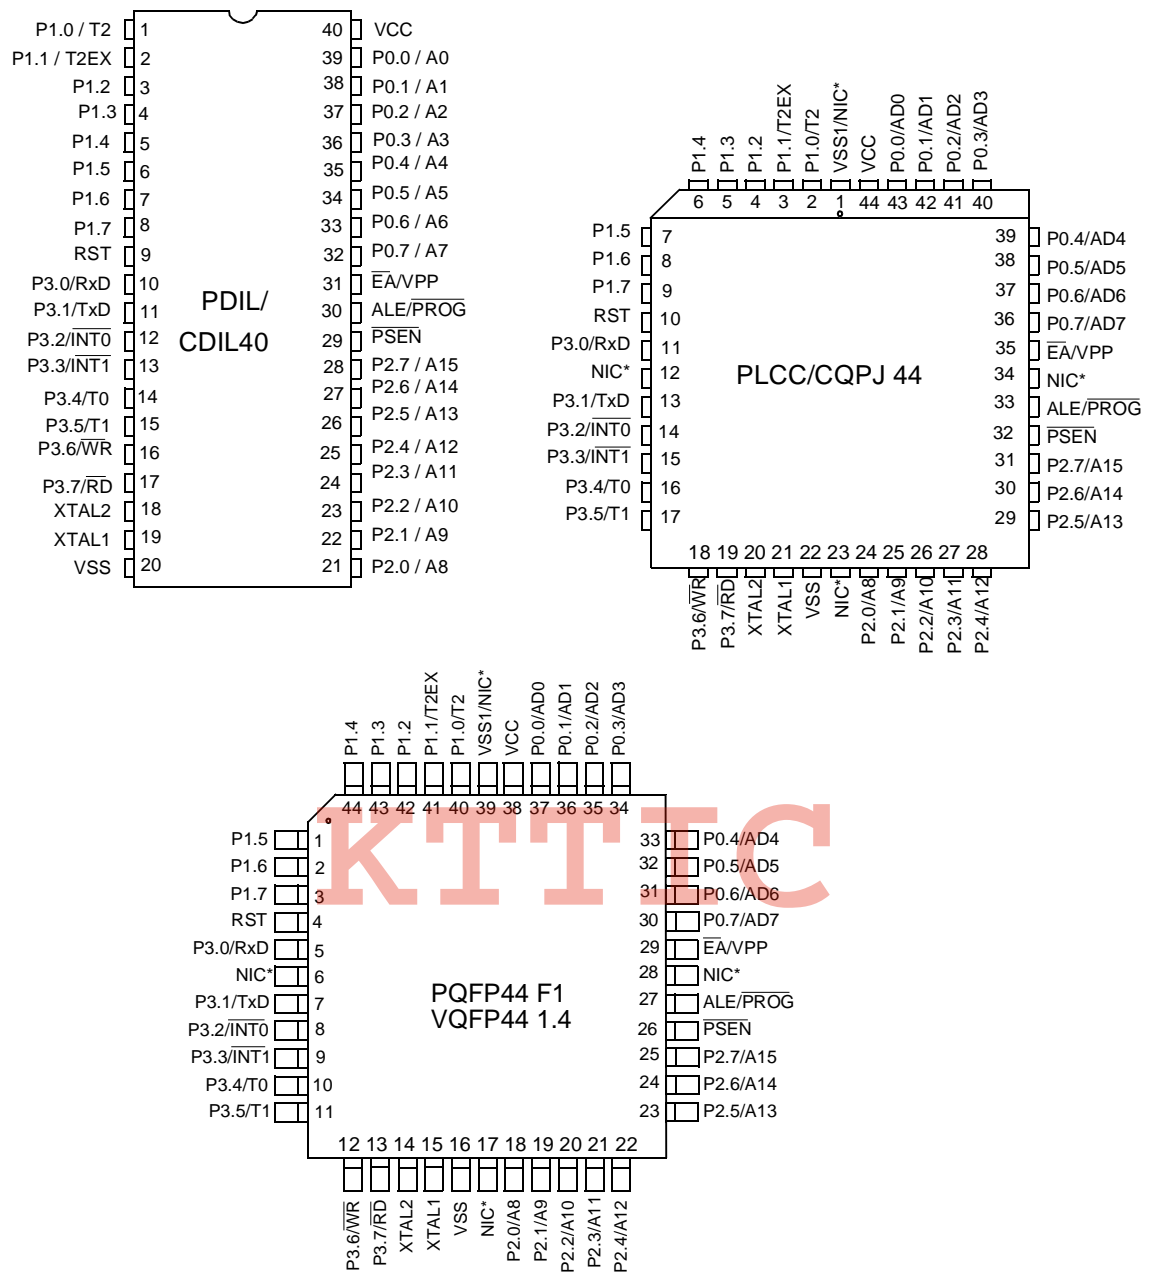 P1.0 / T2 1 40 VCC
P1.1 / T2EX 2 39 P0.0 / A0
P1.2 3 38 P0.1 / A1
P1.3 4 37 P0.2 / A2
P1.4 5 36 P0.3 / A3
P1.5 6 35 P0.4 / A4
P1.6 7 34 P0.5 / A5
P1.7 8 33 P0.6 / A6
RST 9 32 P0.7 / A7
P3.0/RxD 10 31 E̅A̅/VPP
P3.1/TxD 11 30 ALE/P̅R̅O̅G̅
P3.2/I̅N̅T̅0̅ 12 29 P̅S̅E̅N̅
P3.3/I̅N̅T̅1̅ 13 28 P2.7 / A15
P3.4/T0 14 27 P2.6 / A14
P3.5/T1 15 26 P2.5 / A13
P3.6/W̅R̅ 16 25 P2.4 / A12
P3.7/R̅D̅ 17 24 P2.3 / A11
XTAL2 18 23 P2.2 / A10
XTAL1 19 22 P2.1 / A9
VSS 20 21 P2.0 / A8
PDIL/
CDIL40
P1.4 P1.3 P1.2 P1.1/T2EX P1.0/T2 VSS1/NIC* VCC P0.0/AD0 P0.1/AD1 P0.2/AD2 P0.3/AD3
6 5 4 3 2 1 44 43 42 41 40
P1.5 7 39 P0.4/AD4
P1.6 8 38 P0.5/AD5
P1.7 9 37 P0.6/AD6
RST 10 36 P0.7/AD7
P3.0/RxD 11 35 E̅A̅/VPP
NIC* 12 34 NIC*
P3.1/TxD 13 33 ALE/P̅R̅O̅G̅
P3.2/I̅N̅T̅0̅ 14 32 P̅S̅E̅N̅
P3.3/I̅N̅T̅1̅ 15 31 P2.7/A15
P3.4/T0 16 30 P2.6/A14
P3.5/T1 17 29 P2.5/A13
PLCC/CQPJ 44
18 19 20 21 22 23 24 25 26 27 28
P3.6/W̅R̅ P3.7/R̅D̅ XTAL2 XTAL1 VSS NIC* P2.0/A8 P2.1/A9 P2.2/A10 P2.3/A11 P2.4/A12
P1.4 P1.3 P1.2 P1.1/T2EX P1.0/T2 VSS1/NIC* VCC P0.0/AD0 P0.1/AD1 P0.2/AD2 P0.3/AD3
44 43 42 41 40 39 38 37 36 35 34
KTTIC
P1.5 1 33 P0.4/AD4
P1.6 2 32 P0.5/AD5
P1.7 3 31 P0.6/AD6
RST 4 30 P0.7/AD7
P3.0/RxD 5 29 E̅A̅/VPP
NIC* 6 28 NIC*
P3.1/TxD 7 27 ALE/P̅R̅O̅G̅
P3.2/I̅N̅T̅0̅ 8 26 P̅S̅E̅N̅
P3.3/I̅N̅T̅1̅ 9 25 P2.7/A15
P3.4/T0 10 24 P2.6/A14
P3.5/T1 11 23 P2.5/A13
PQFP44 F1
VQFP44 1.4
12 13 14 15 16 17 18 19 20 21 22
P3.6/W̅R̅ P3.7/R̅D̅ XTAL2 XTAL1 VSS NIC* P2.0/A8 P2.1/A9 P2.2/A10 P2.3/A11 P2.4/A12